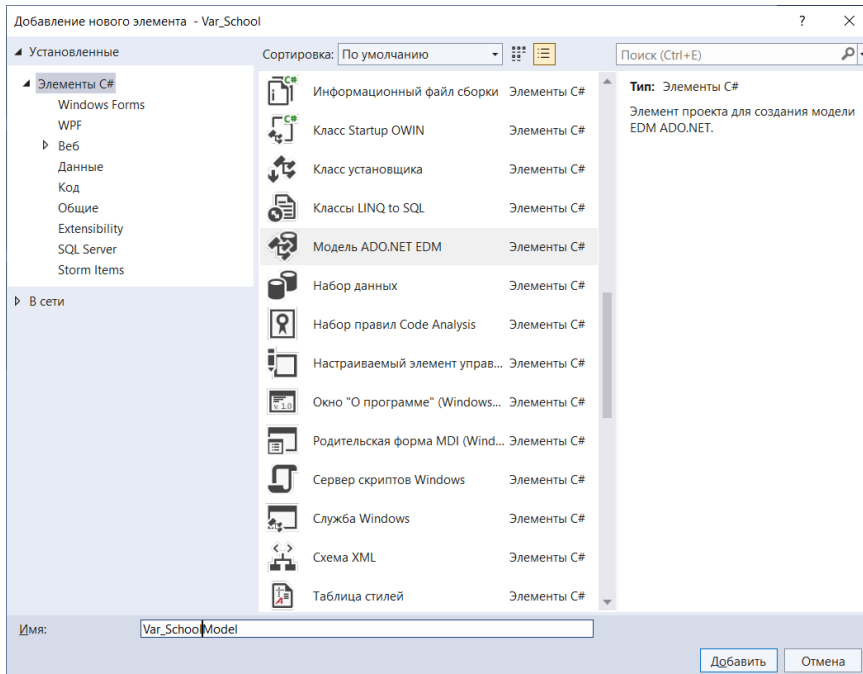 Добавление нового элемента - Var_School
? ×
Установленные
Сортировка: По умолчанию
Поиск (Ctrl+E)
Элементы C#
Windows Forms
WPF
Веб
Данные
Код
Общие
Extensibility
SQL Server
Storm Items
В сети
Информационный файл сборки Элементы C#
Класс Startup OWIN Элементы C#
Класс установщика Элементы C#
Классы LINQ to SQL Элементы C#
Модель ADO.NET EDM Элементы C#
Набор данных Элементы C#
Набор правил Code Analysis Элементы C#
Настраиваемый элемент управ... Элементы C#
Окно "О программе" (Windows... Элементы C#
Родительская форма MDI (Wind... Элементы C#
Сервер скриптов Windows Элементы C#
Служба Windows Элементы C#
Схема XML Элементы C#
Таблица стилей Элементы C#
Тип: Элементы C#
Элемент проекта для создания модели
EDM ADO.NET.
Имя: Var_SchoolModel
Добавить Отмена